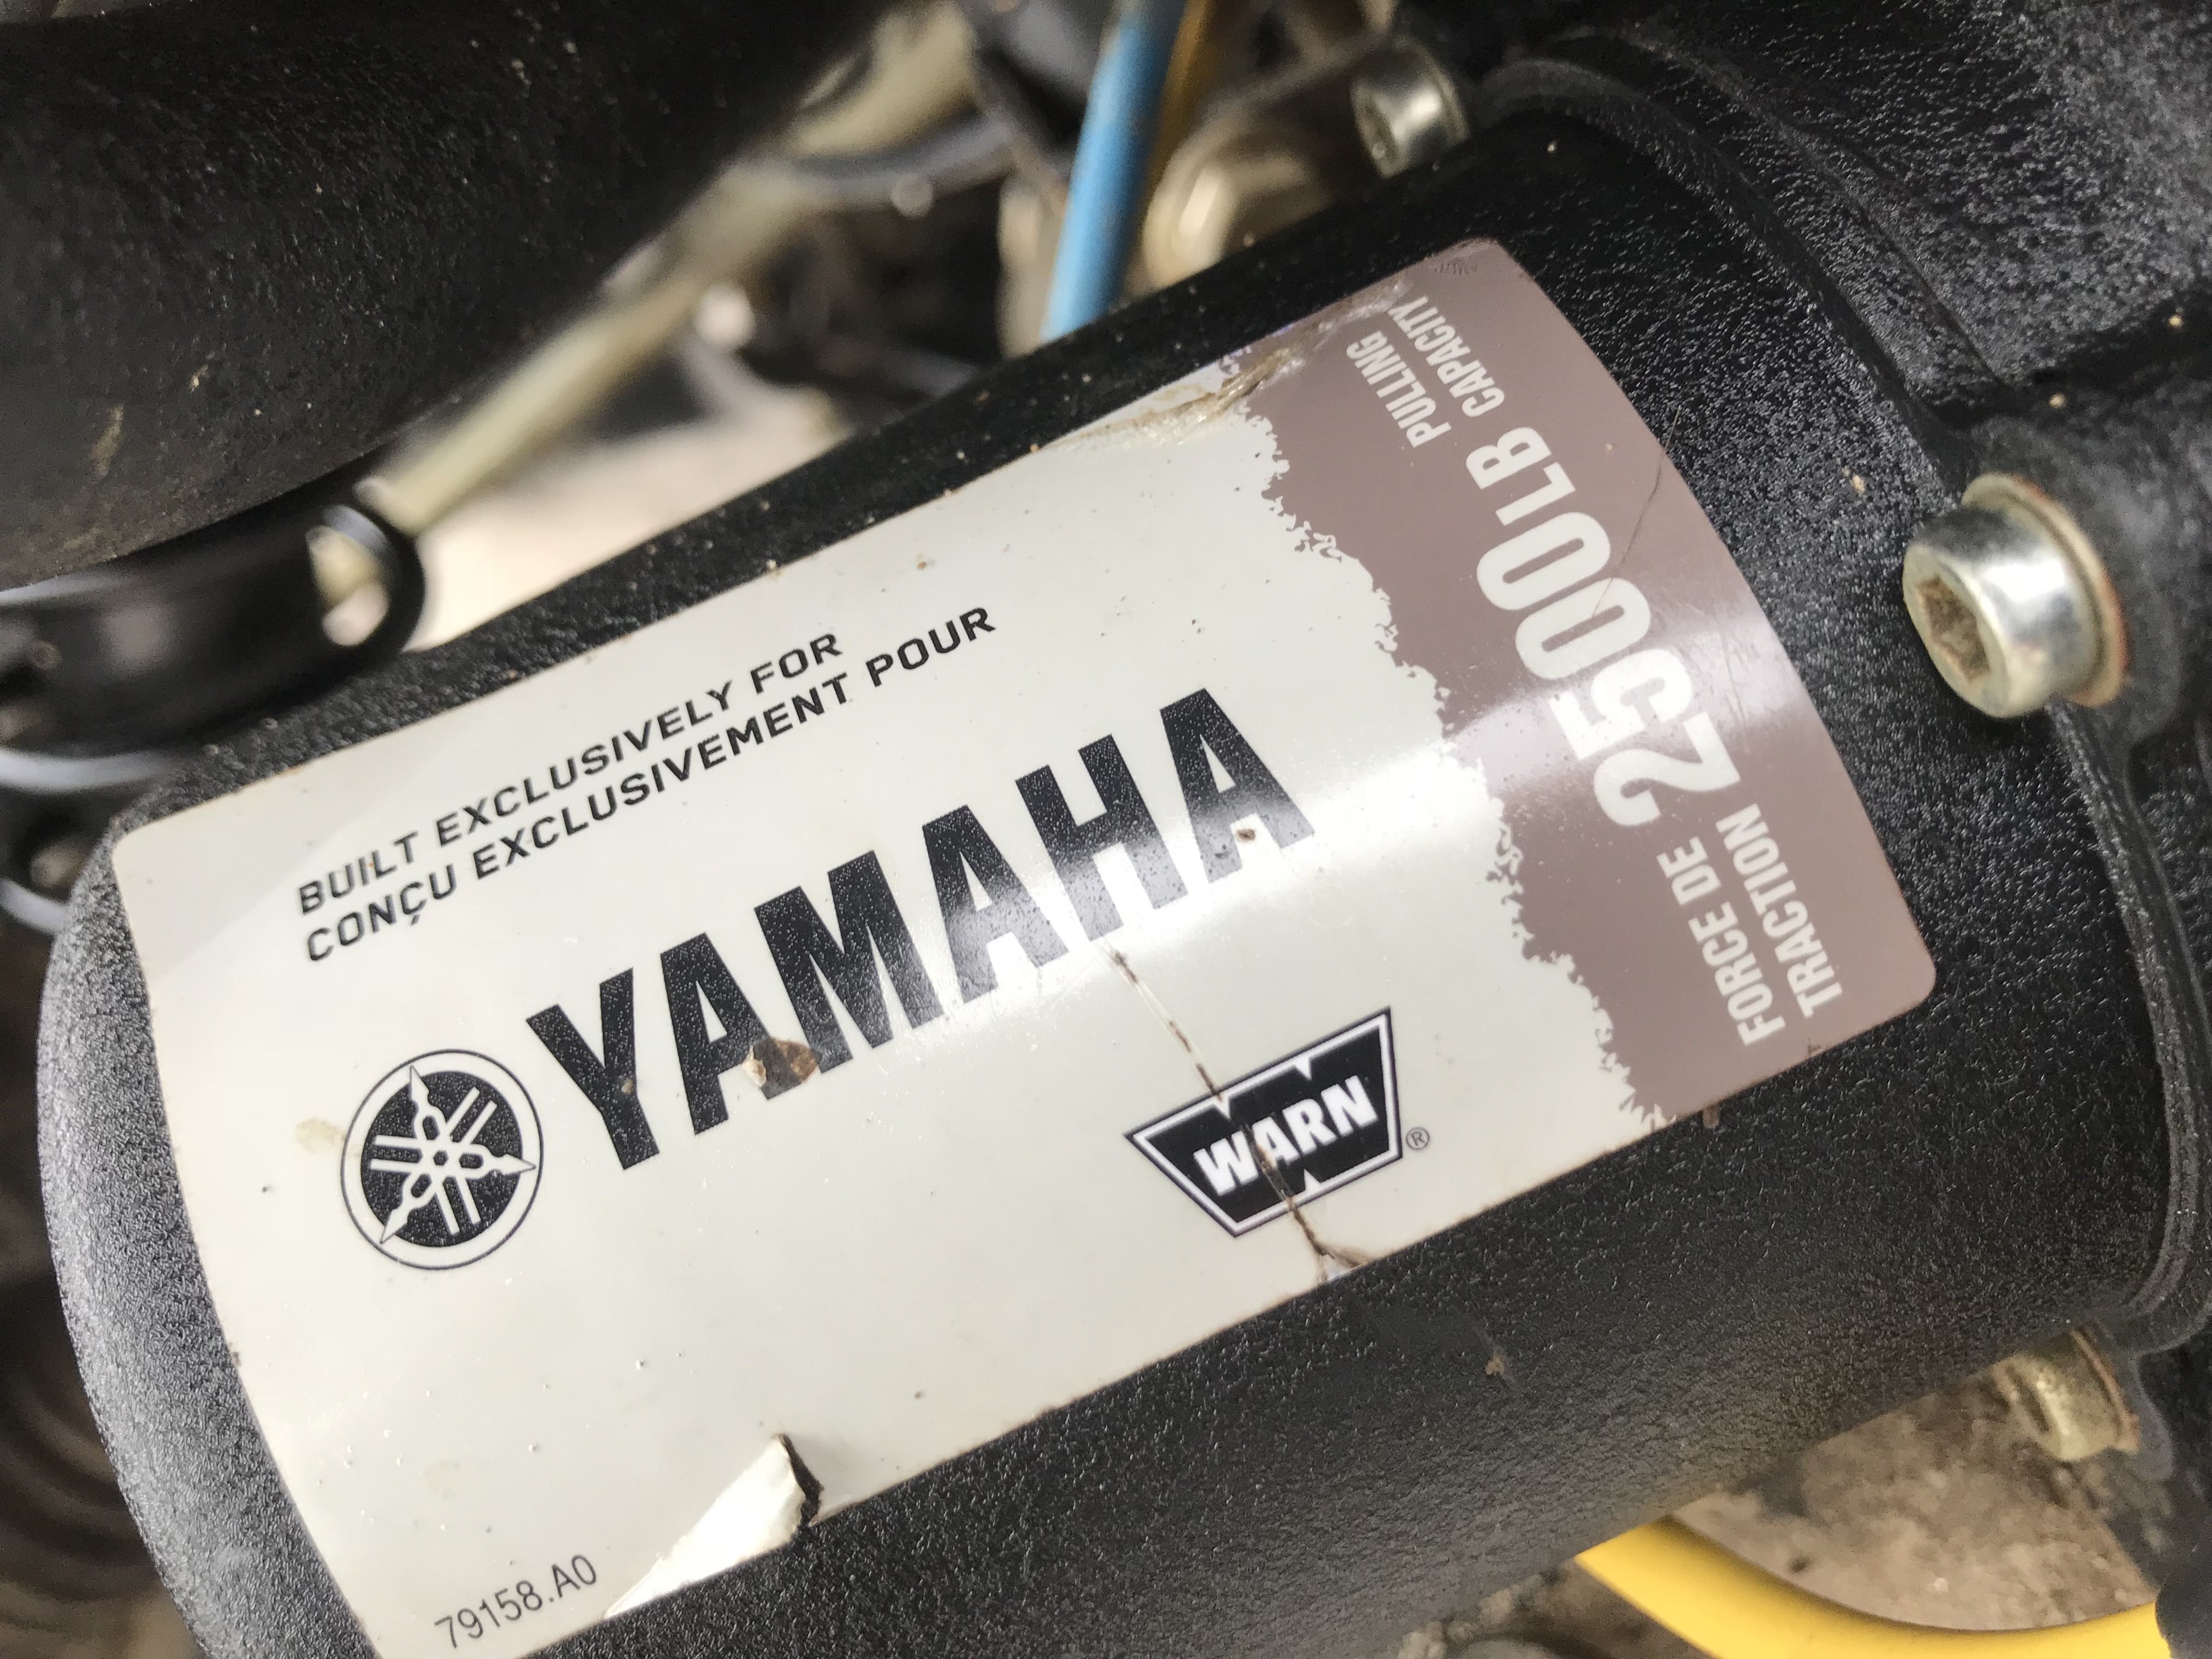 BUILT EXCLUSIVELY FOR
CONÇU EXCLUSIVEMENT POUR
YAMAHA
WARN®
79158.A0
FORCE DE TRACTION 2500 LB PULLING CAPACITY